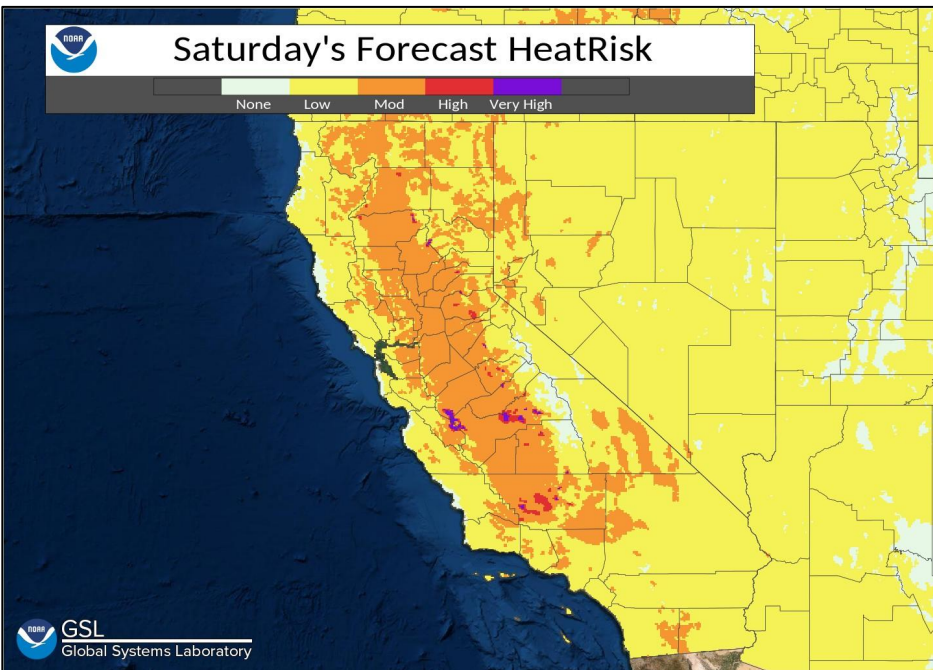 NOAA
Saturday's Forecast HeatRisk
None Low Mod High Very High
NOAA
GSL
Global Systems Laboratory